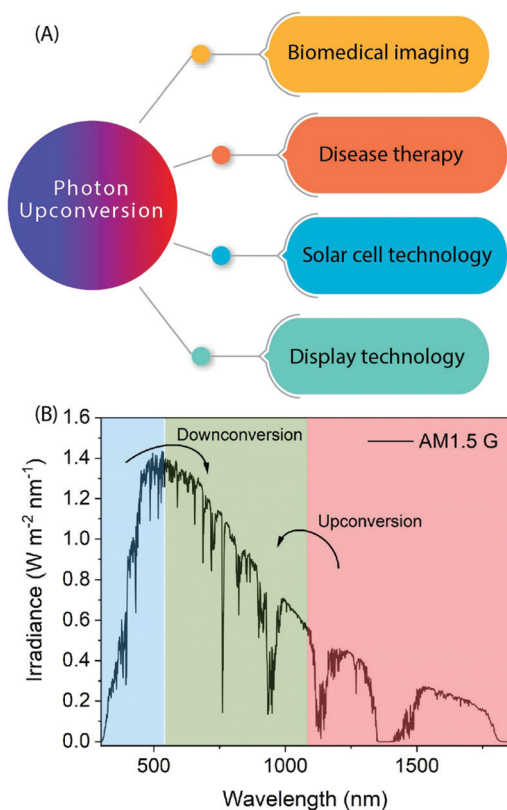 (A)
Biomedical imaging
Disease therapy
Photon
Upconversion
Solar cell technology
Display technology
(B)
1.6
1.4
1.2
1.0
0.8
0.6
0.4
0.2
0.0
Irradiance (W m⁻² nm⁻¹)
Downconversion
AM1.5 G
Upconversion
500
1000
1500
Wavelength (nm)